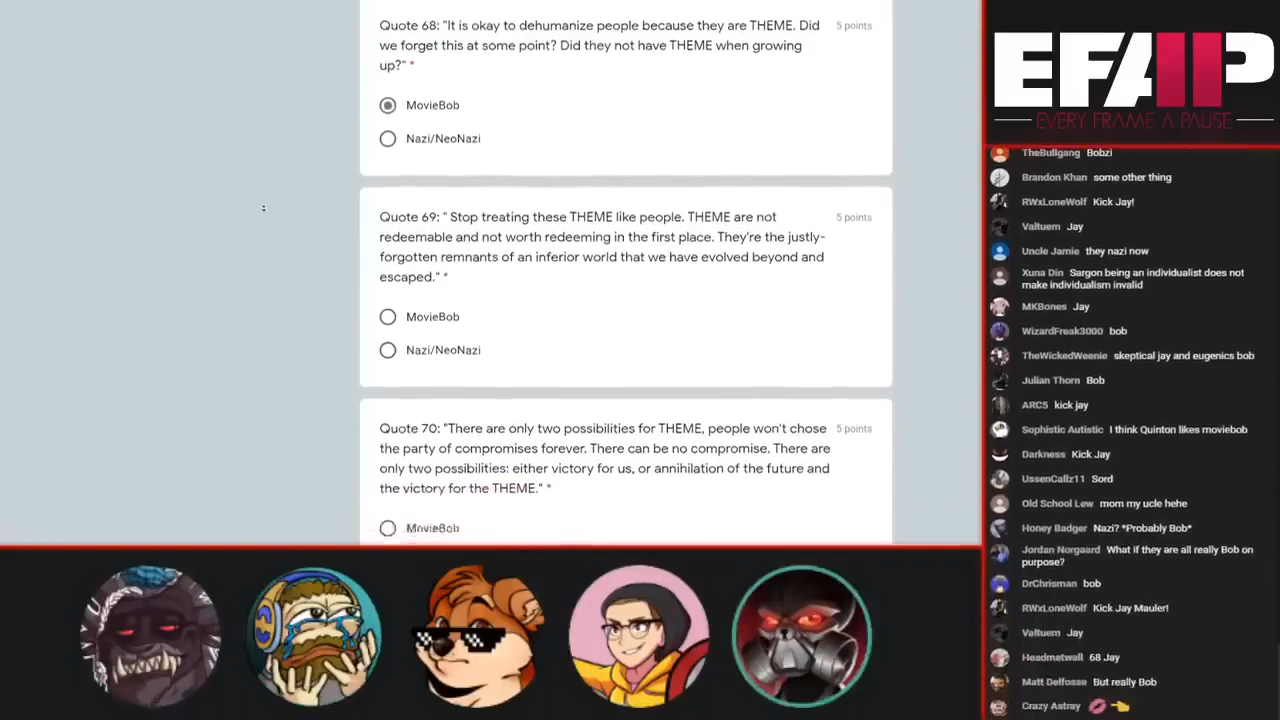 Quote 68: "It is okay to dehumanize people because they are THEME. Did
we forget this at some point? Did they not have THEME when growing
up?" *
5 points
MovieBob
Nazi/NeoNazi
Quote 69: " Stop treating these THEME like people. THEME are not
redeemable and not worth redeeming in the first place. They're the justly-
forgotten remnants of an inferior world that we have evolved beyond and
escaped." *
5 points
MovieBob
Nazi/NeoNazi
Quote 70: "There are only two possibilities for THEME, people won't chose
the party of compromises forever. There can be no compromise. There are
only two possibilities: either victory for us, or annihilation of the future and
the victory for the THEME." *
5 points
MovieBob
EFAP
EVERY FRAME A PAUSE
TheBullgang Bobzi
Brandon Khan some other thing
RWxLoneWolf Kick Jay!
Valtuem Jay
Uncle Jamie they nazi now
Xuna Din Sargon being an individualist does not
make individualism invalid
MKBones Jay
WizardFreak3000 bob
TheWickedWeenie skeptical jay and eugenics bob
Julian Thorn Bob
ARC5 kick jay
Sophistic Autistic I think Quinton likes moviebob
Darkness Kick Jay
UssenCallz11 Sord
Old School Lew mom my ucle hehe
Honey Badger Nazi? *Probably Bob*
Jordan Norgaard What if they are all really Bob on
purpose?
DrChrisman bob
RWxLoneWolf Kick Jay Mauler!
Valtuem Jay
Headmetwall 68 Jay
Matt Delfosse But really Bob
Crazy Astray